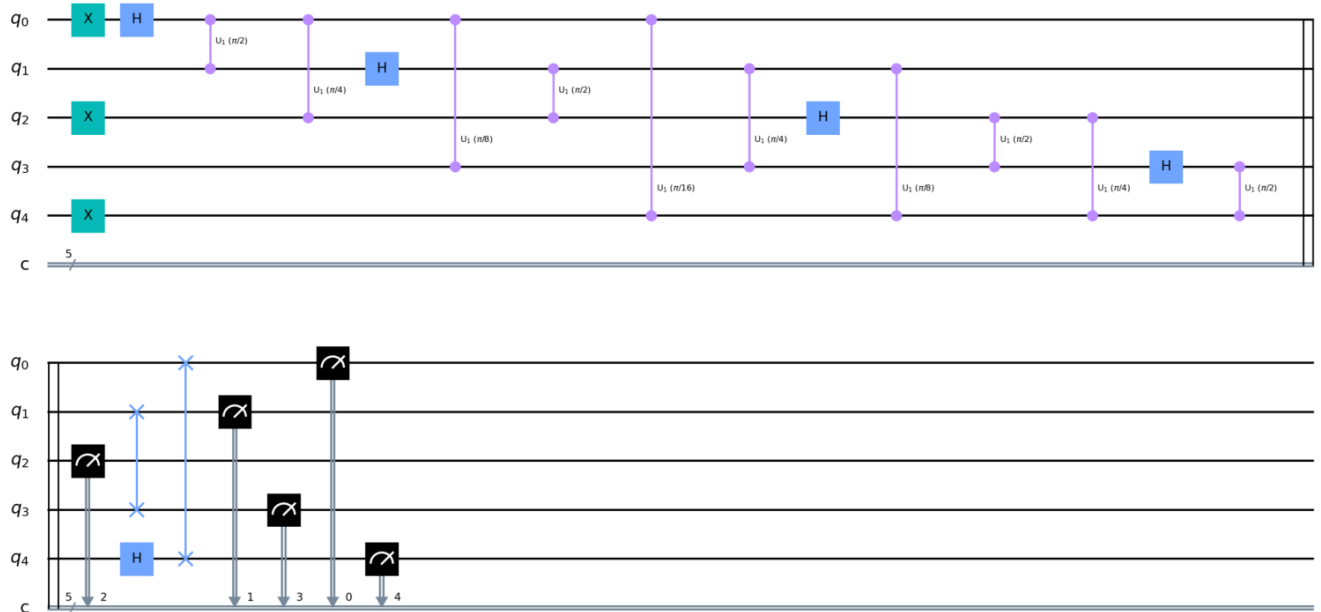 q0 X H
U1 (π/2)
q1 H
U1 (π/4) U1 (π/2)
q2 X H
U1 (π/8) U1 (π/4) U1 (π/2)
q3 H
U1 (π/16) U1 (π/8) U1 (π/4) U1 (π/2)
q4 X
5
c
q0
q1
q2
q3
q4 H
5 2 1 3 0 4
c